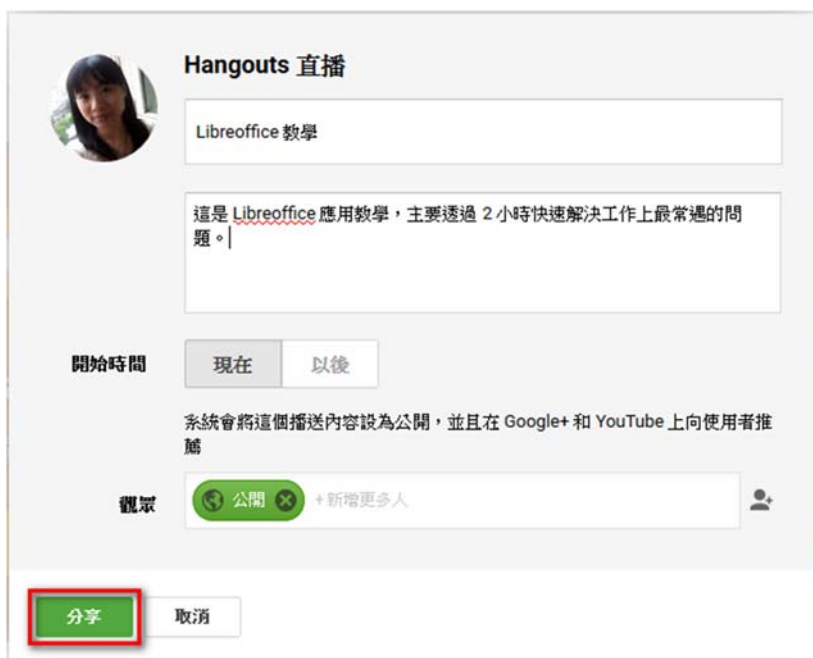 Hangouts 直播
Libreoffice 教學
這是 Libreoffice 應用教學，主要透過 2 小時快速解決工作上最常遇的問
題。
開始時間 現在 以後
系統會將這個播送內容設為公開，並且在 Google+ 和 YouTube 上向使用者推
薦
觀眾 公開 +新增更多人
分享 取消